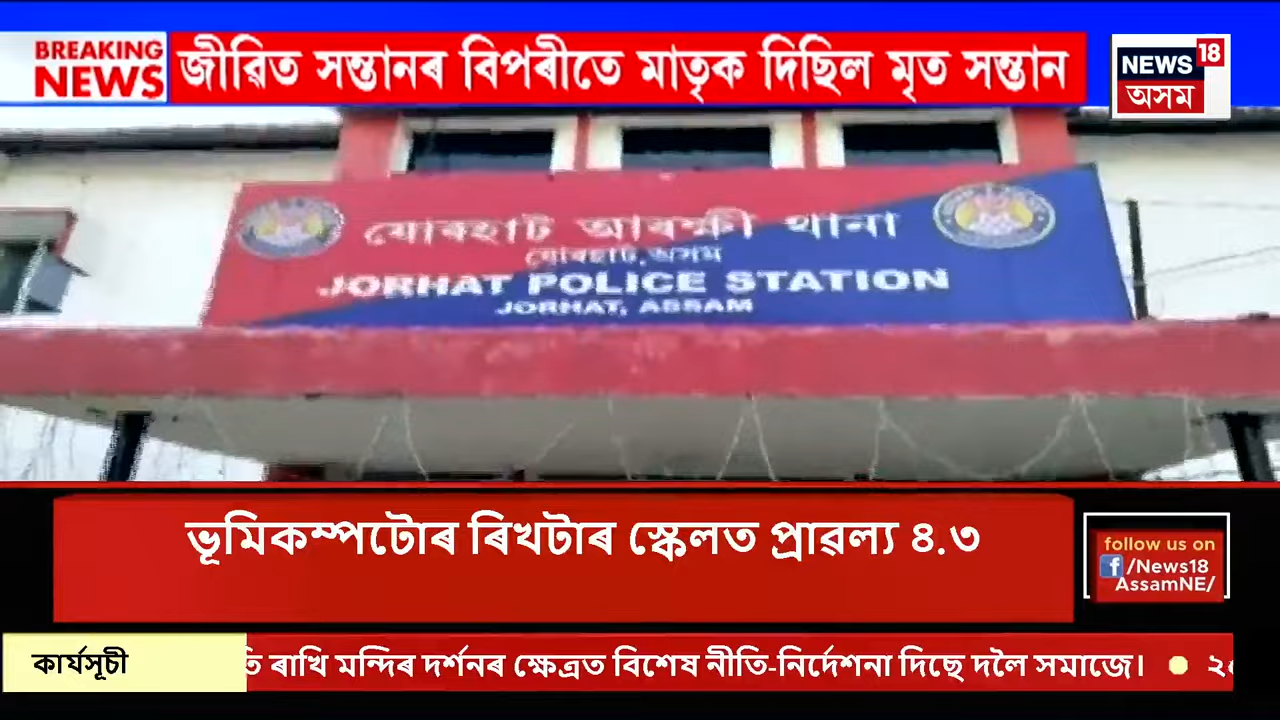 BREAKING
NEWS
জীৱিত সন্তানৰ বিপৰীতে মাতৃক দিছিল মৃত সন্তান
NEWS 18
অসম
যোৰহাট আৰক্ষী থানা
যোৰহাট, অসম
JORHAT POLICE STATION
JORHAT, ASSAM
ভূমিকম্পটোৰ ৰিখটাৰ স্কেলত প্ৰাৱল্য ৪.৩
follow us on
/News18
AssamNE/
কাৰ্যসূচী
ৰাখি মন্দিৰ দৰ্শনৰ ক্ষেত্ৰত বিশেষ নীতি-নিৰ্দেশনা দিছে দলৈ সমাজে।